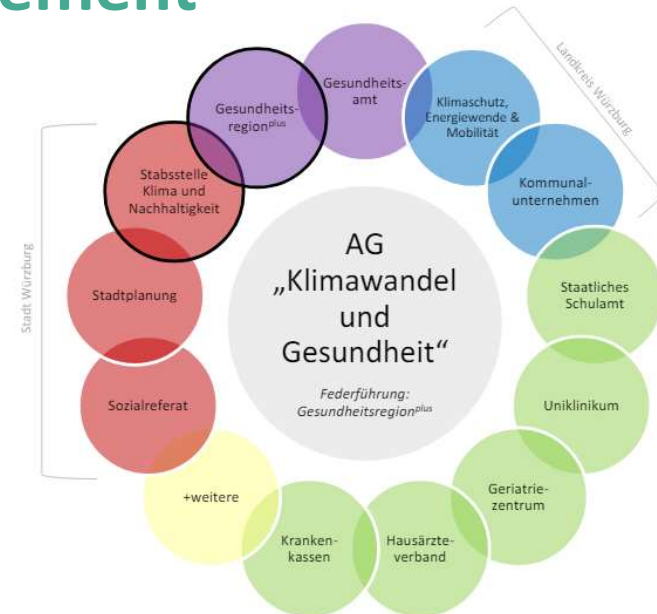 ement
Landkreis Würzburg
Stadt Würzburg
Gesundheits-
amt
Klimaschutz,
Energiewende &
Mobilität
Kommunal-
unternehmen
Staatliches
Schulamt
Uniklinikum
Geriatrie-
zentrum
Hausärzte-
verband
Kranken-
kassen
+weitere
Sozialreferat
Stadtplanung
Stabsstelle
Klima und
Nachhaltigkeit
Gesundheits-
regionplus
AG
„Klimawandel
und
Gesundheit“
Federführung:
Gesundheitsregionplus